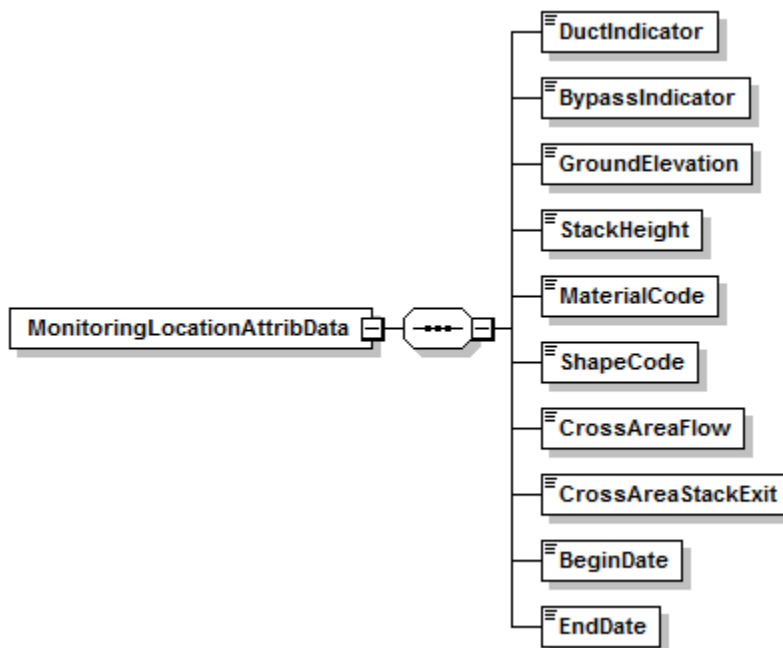 DuctIndicator
BypassIndicator
GroundElevation
StackHeight
MaterialCode
MonitoringLocationAttribData
ShapeCode
CrossAreaFlow
CrossAreaStackExit
BeginDate
EndDate